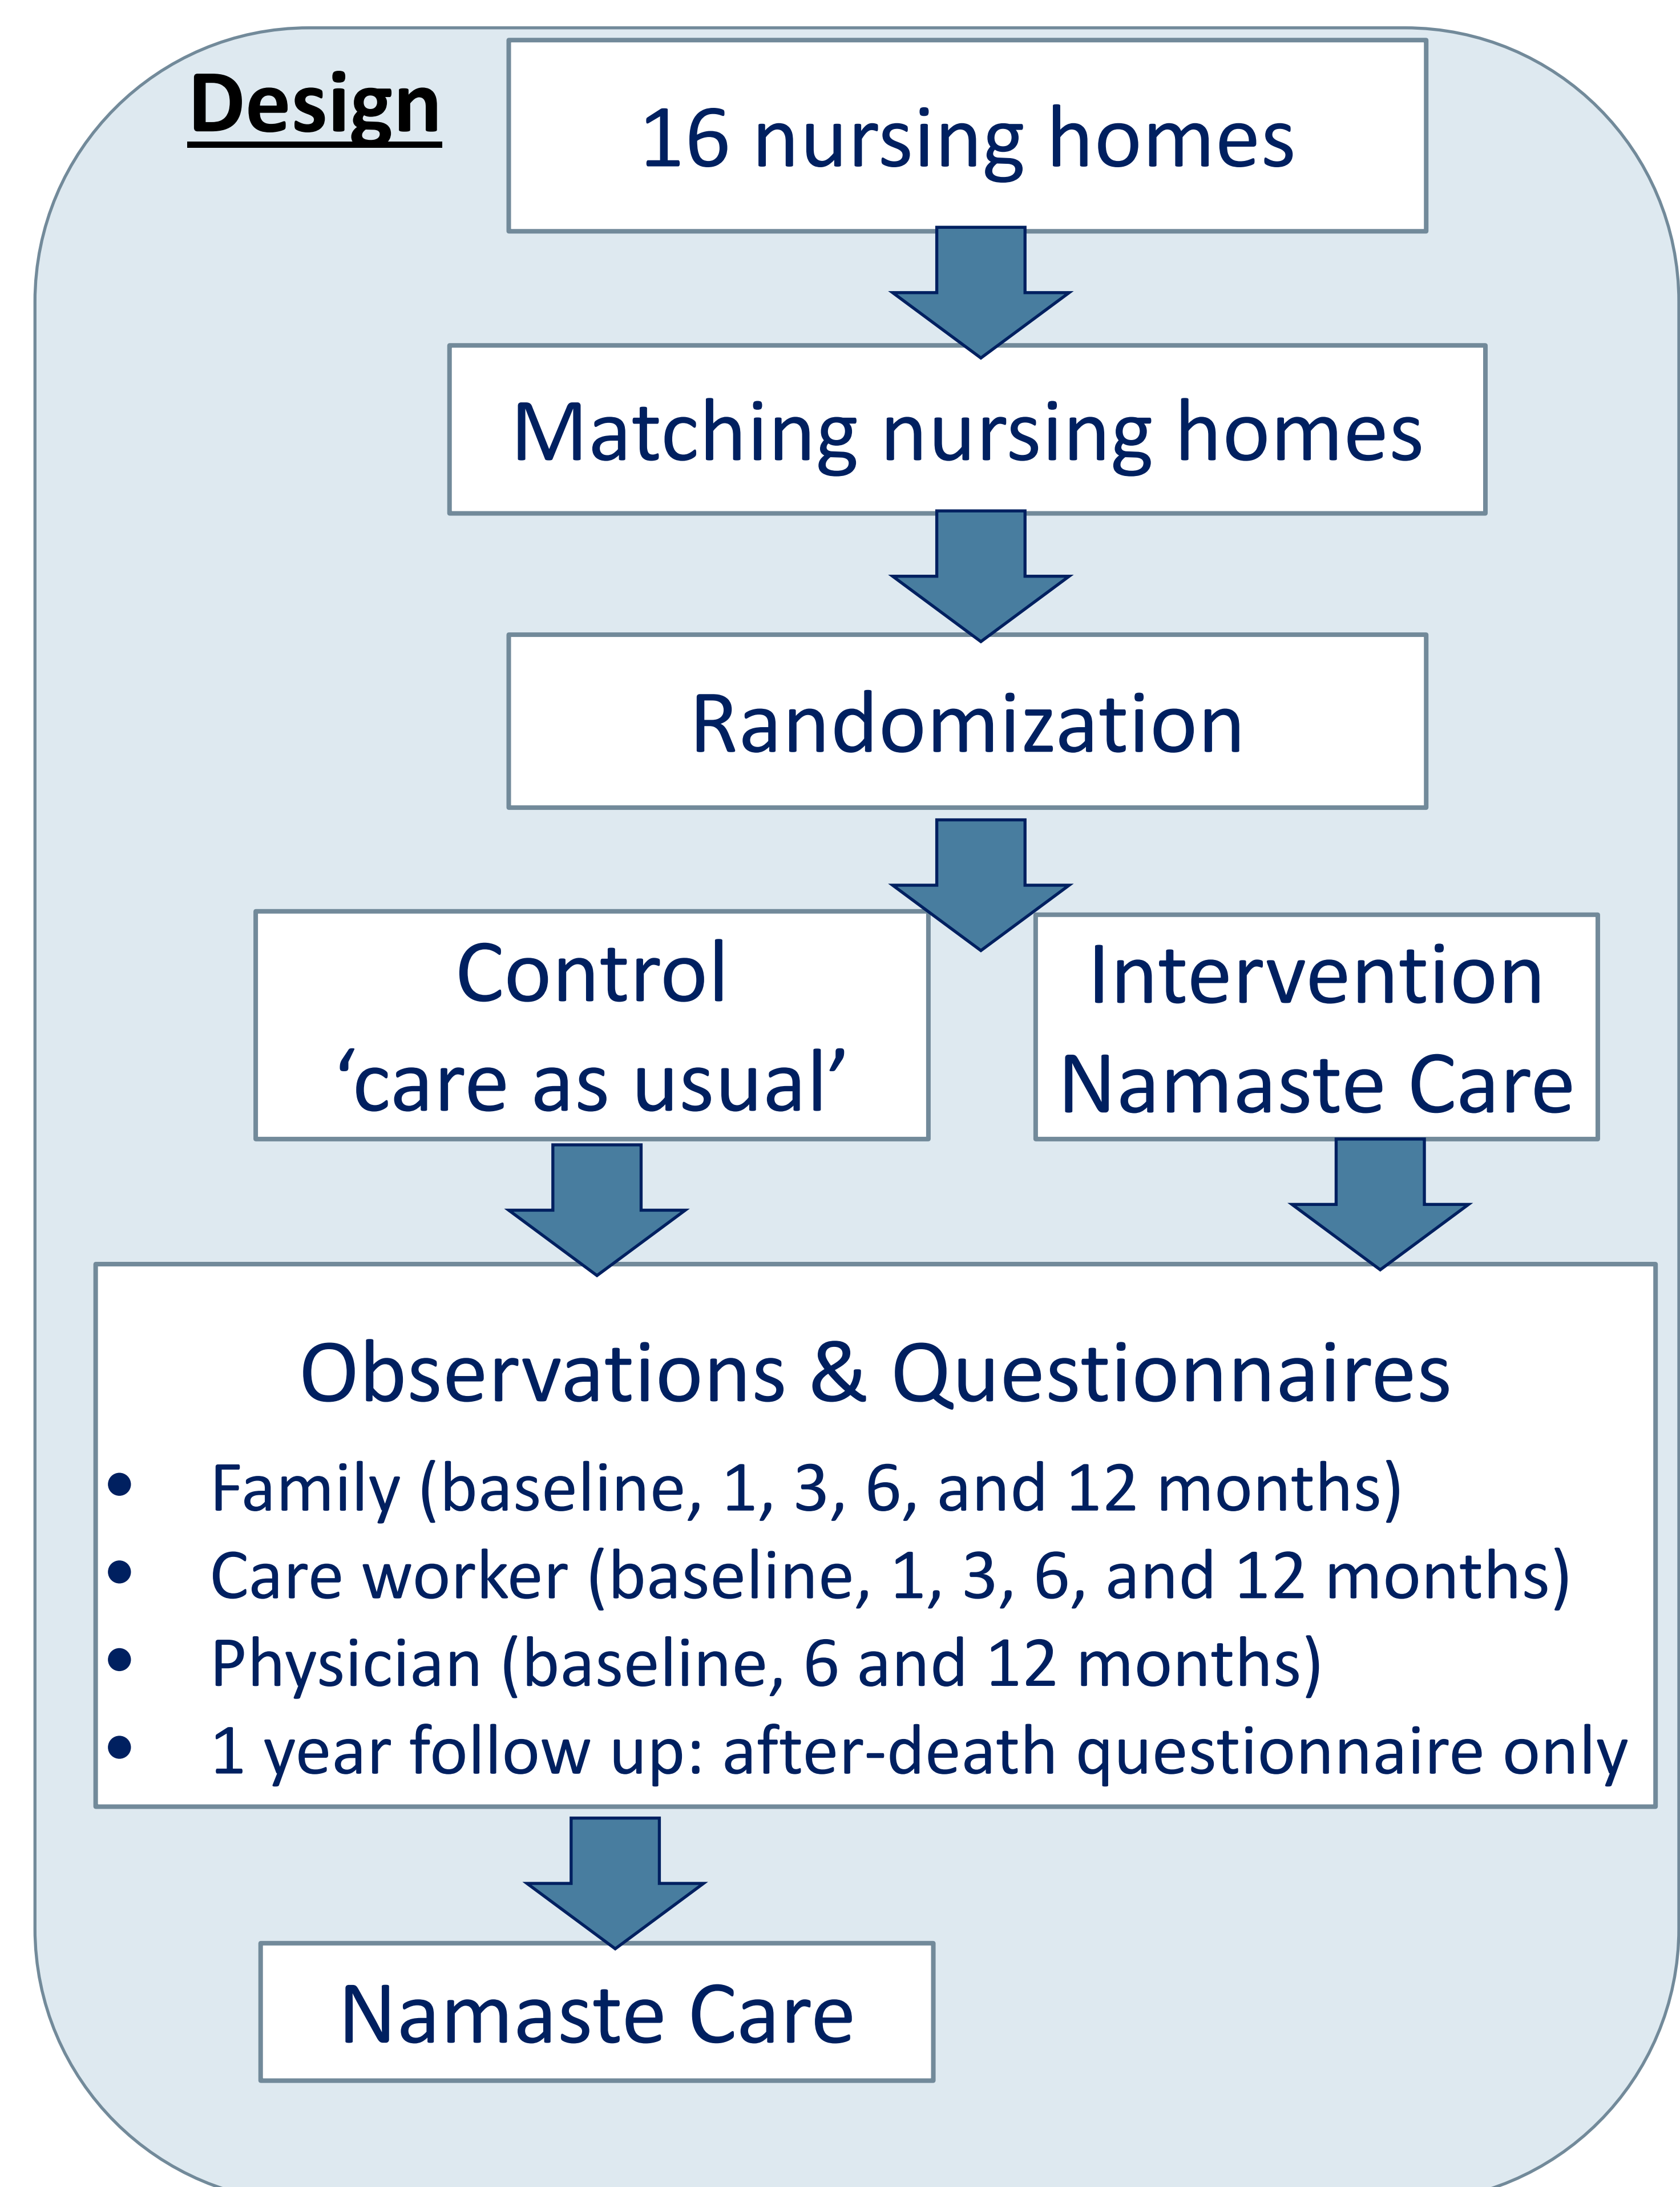 Design
16 nursing homes
Matching nursing homes
Randomization
Control
‘care as usual’
Intervention
Namaste Care
Observations & Questionnaires
• Family (baseline, 1, 3, 6, and 12 months)
• Care worker (baseline, 1, 3, 6, and 12 months)
• Physician (baseline, 6 and 12 months)
• 1 year follow up: after-death questionnaire only
Namaste Care